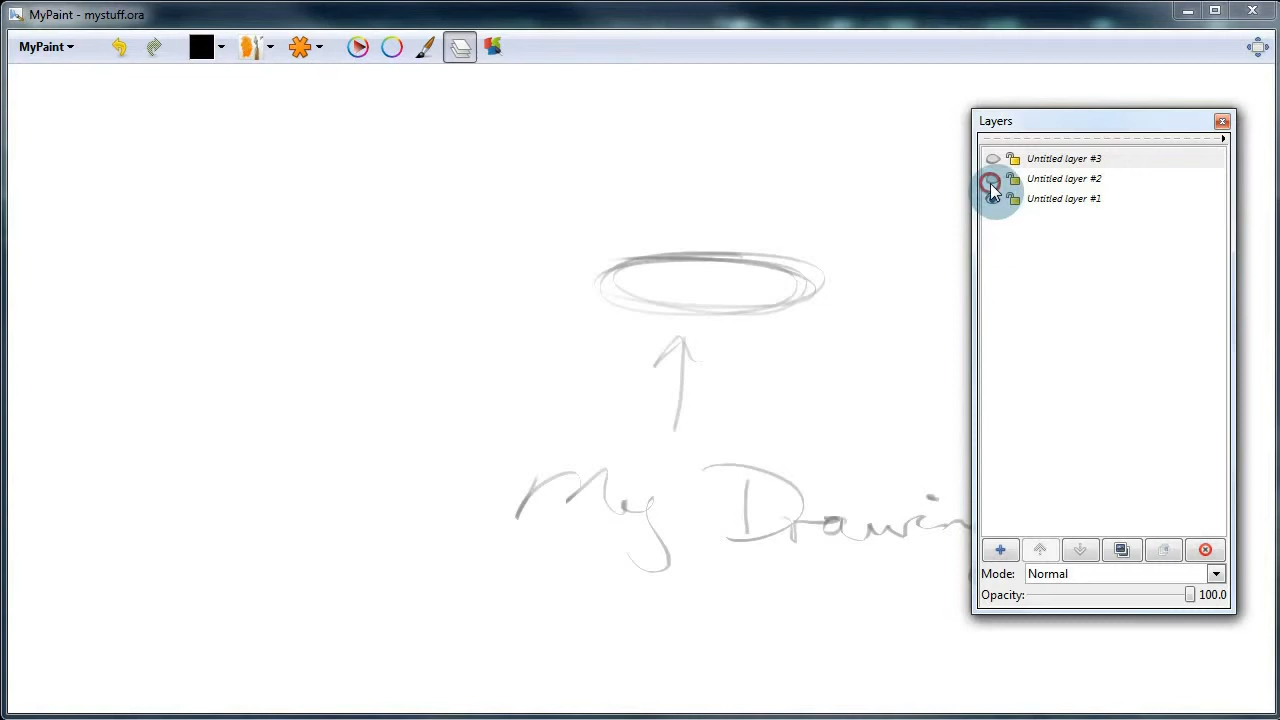 MyPaint - mystuff.ora
MyPaint
Layers
Untitled layer #3
Untitled layer #2
Untitled layer #1
My Drawin
Mode: Normal
Opacity: 100.0